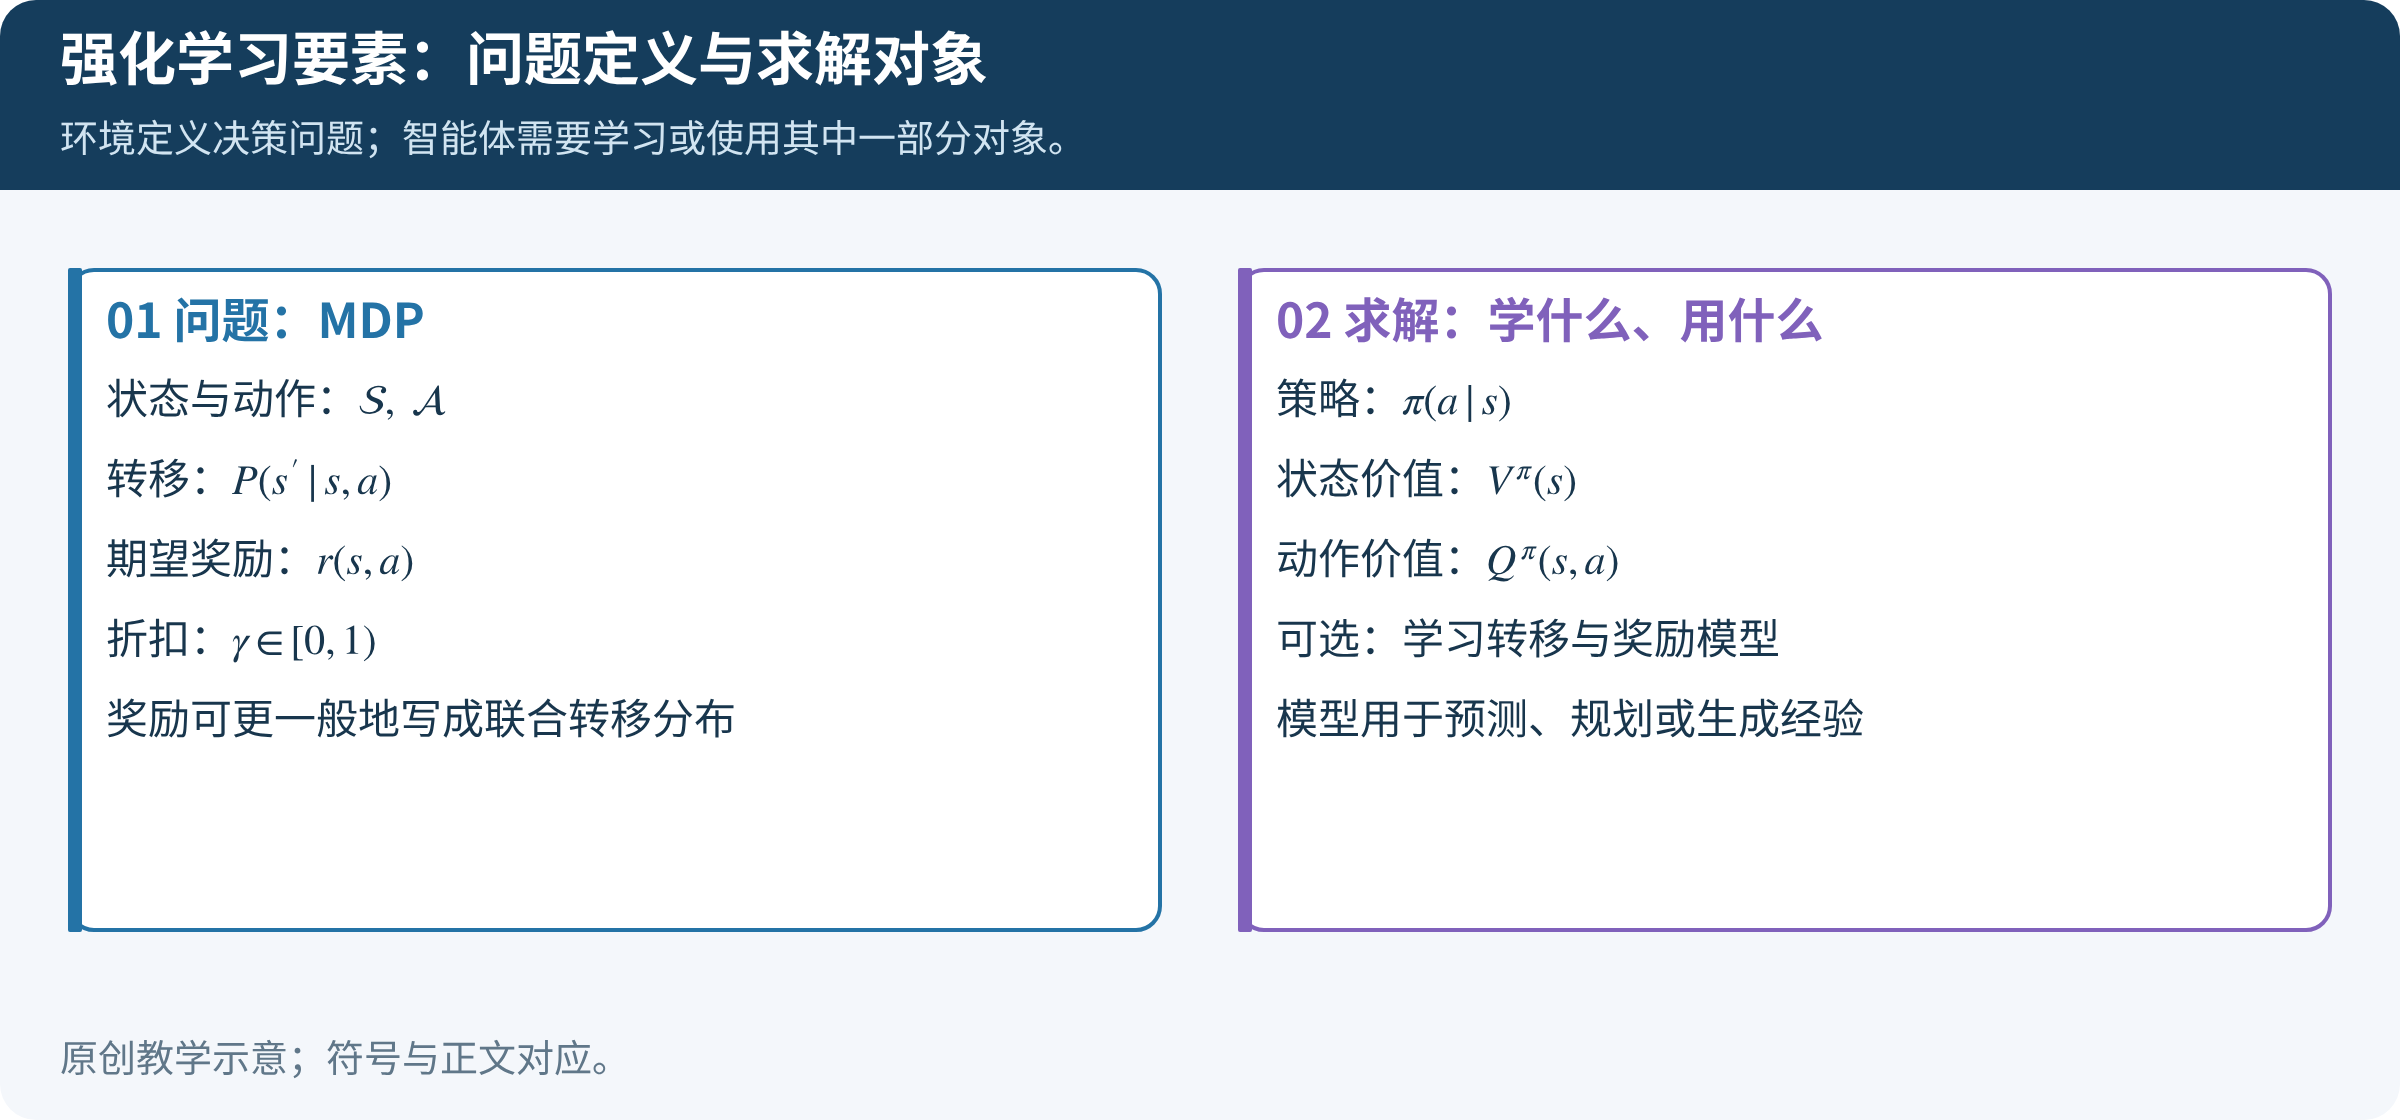 强化学习要素：问题定义与求解对象
环境定义决策问题；智能体需要学习或使用其中一部分对象。
01 问题：MDP
状态与动作：𝒮, 𝒜
转移：P(s′ | s, a)
期望奖励：r(s, a)
折扣：γ ∈ [0, 1)
奖励可更一般地写成联合转移分布
02 求解：学什么、用什么
策略：π(a | s)
状态价值：V^π(s)
动作价值：Q^π(s, a)
可选：学习转移与奖励模型
模型用于预测、规划或生成经验
原创教学示意；符号与正文对应。